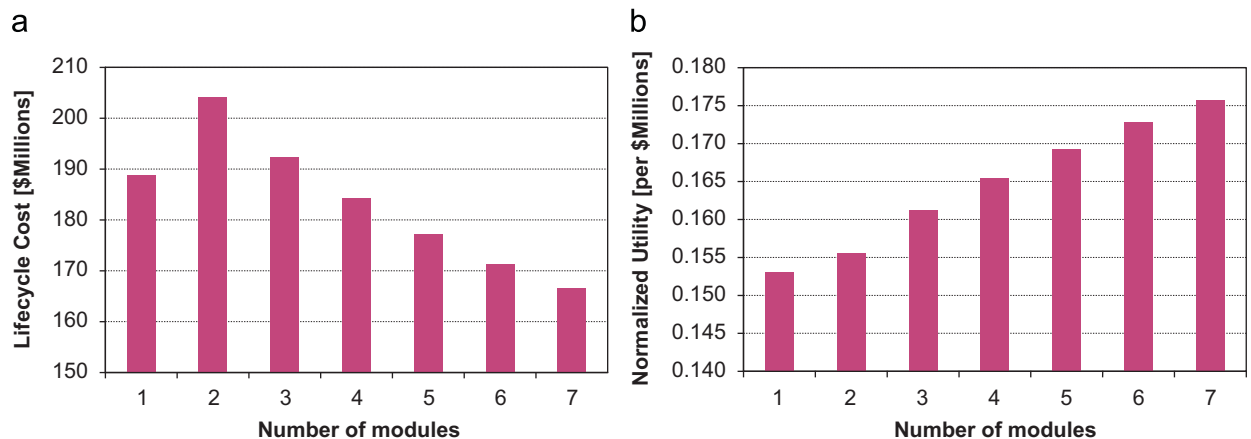 a
Lifecycle Cost [$Millions]
210
200
190
180
170
160
150
1 2 3 4 5 6 7
Number of modules
b
Normalized Utility [per $Millions]
0.180
0.175
0.170
0.165
0.160
0.155
0.150
0.145
0.140
1 2 3 4 5 6 7
Number of modules